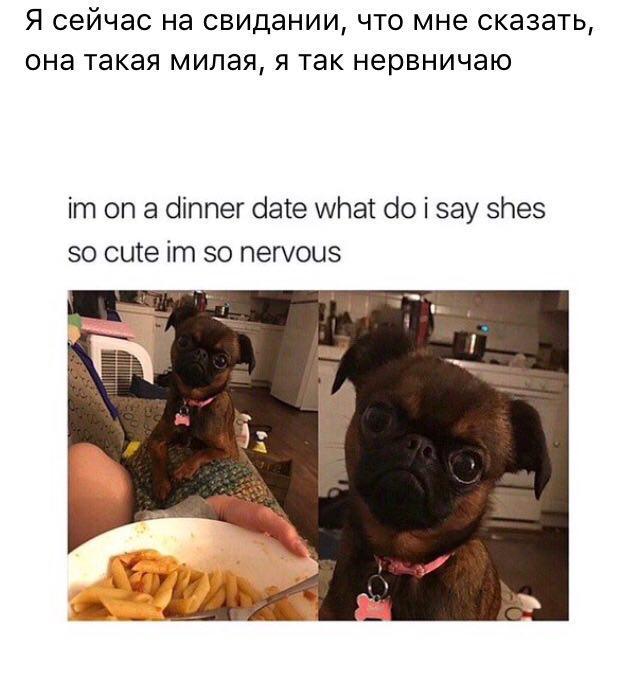 Я сейчас на свидании, что мне сказать,
она такая милая, я так нервничаю
im on a dinner date what do i say shes
so cute im so nervous